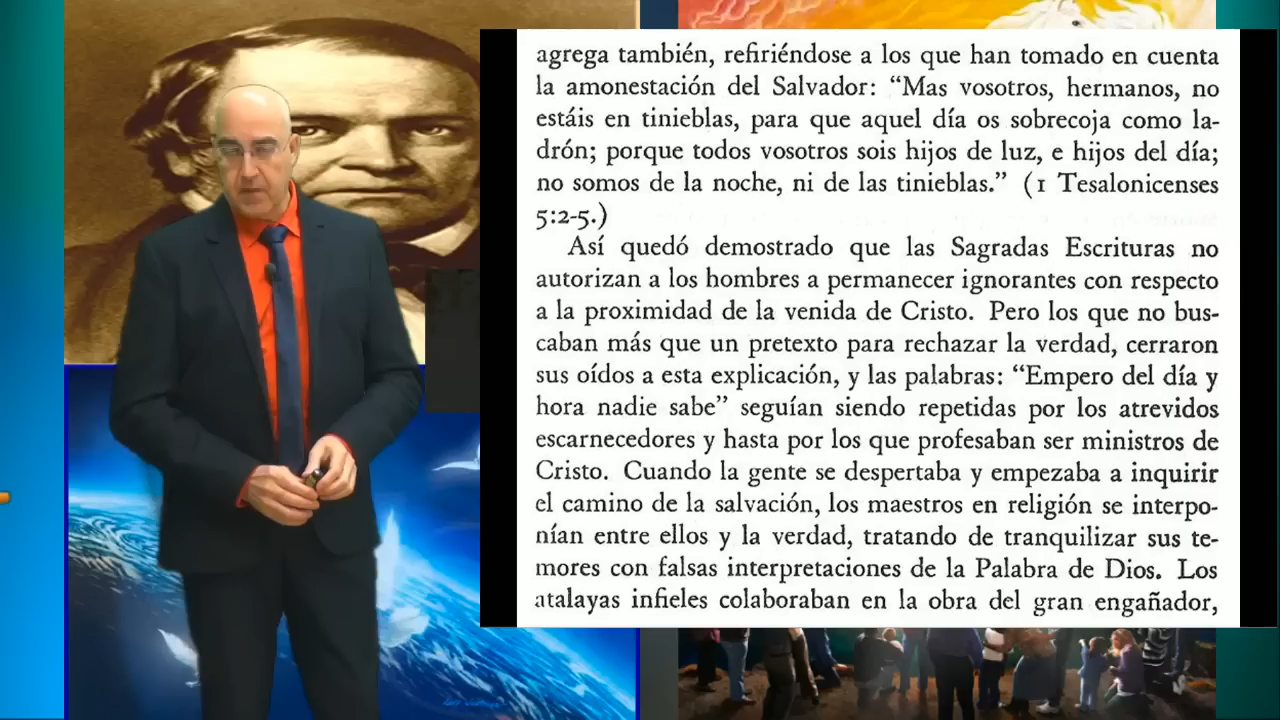 agrega también, refiriéndose a los que han tomado en cuenta
la amonestación del Salvador: “Mas vosotros, hermanos, no
estáis en tinieblas, para que aquel día os sobrecoja como la-
drón; porque todos vosotros sois hijos de luz, e hijos del día;
no somos de la noche, ni de las tinieblas.” (1 Tesalonicenses
5:2-5.)
Así quedó demostrado que las Sagradas Escrituras no
autorizan a los hombres a permanecer ignorantes con respecto
a la proximidad de la venida de Cristo. Pero los que no bus-
caban más que un pretexto para rechazar la verdad, cerraron
sus oídos a esta explicación, y las palabras: “Empero del día y
hora nadie sabe” seguían siendo repetidas por los atrevidos
escarnecedores y hasta por los que profesaban ser ministros de
Cristo. Cuando la gente se despertaba y empezaba a inquirir
el camino de la salvación, los maestros en religión se interpo-
nían entre ellos y la verdad, tratando de tranquilizar sus te-
mores con falsas interpretaciones de la Palabra de Dios. Los
atalayas infieles colaboraban en la obra del gran engañador,